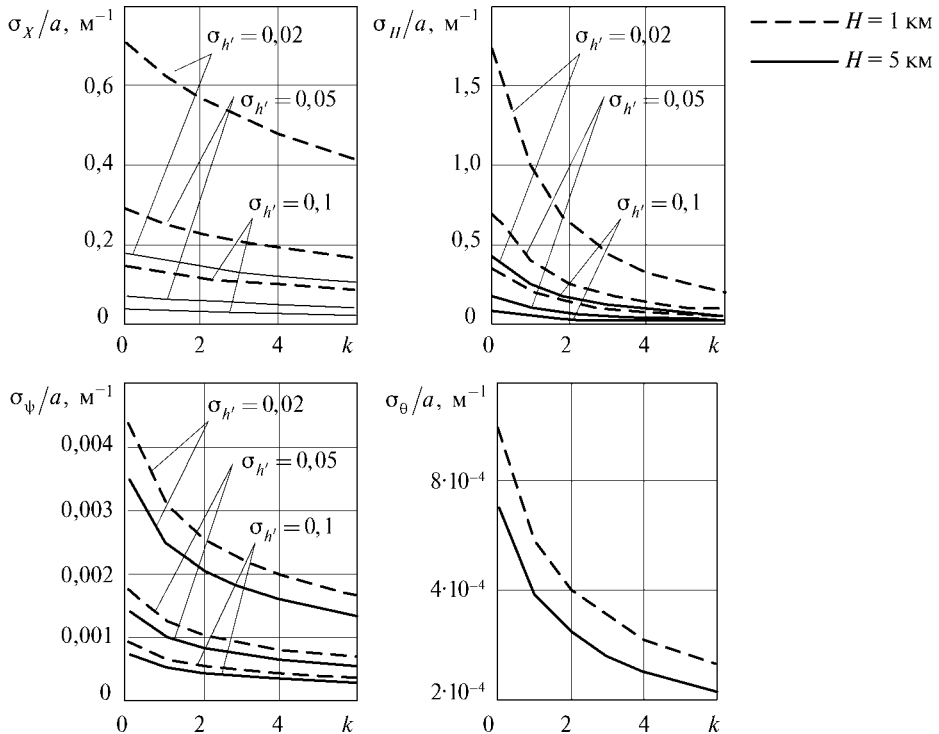 σ_X/a, м⁻¹
σ_h′ = 0,02
0,6
σ_h′ = 0,05
0,4
σ_h′ = 0,1
0,2
0
0 2 4 k
σ_H/a, м⁻¹
σ_h′ = 0,02
1,5
σ_h′ = 0,05
1,0
σ_h′ = 0,1
0,5
0
0 2 4 k
H = 1 км
H = 5 км
σ_ψ/a, м⁻¹
σ_h′ = 0,02
0,004
σ_h′ = 0,05
0,003
σ_h′ = 0,1
0,002
0,001
0
0 2 4 k
σ_θ/a, м⁻¹
8·10⁻⁴
4·10⁻⁴
2·10⁻⁴
0 2 4 k